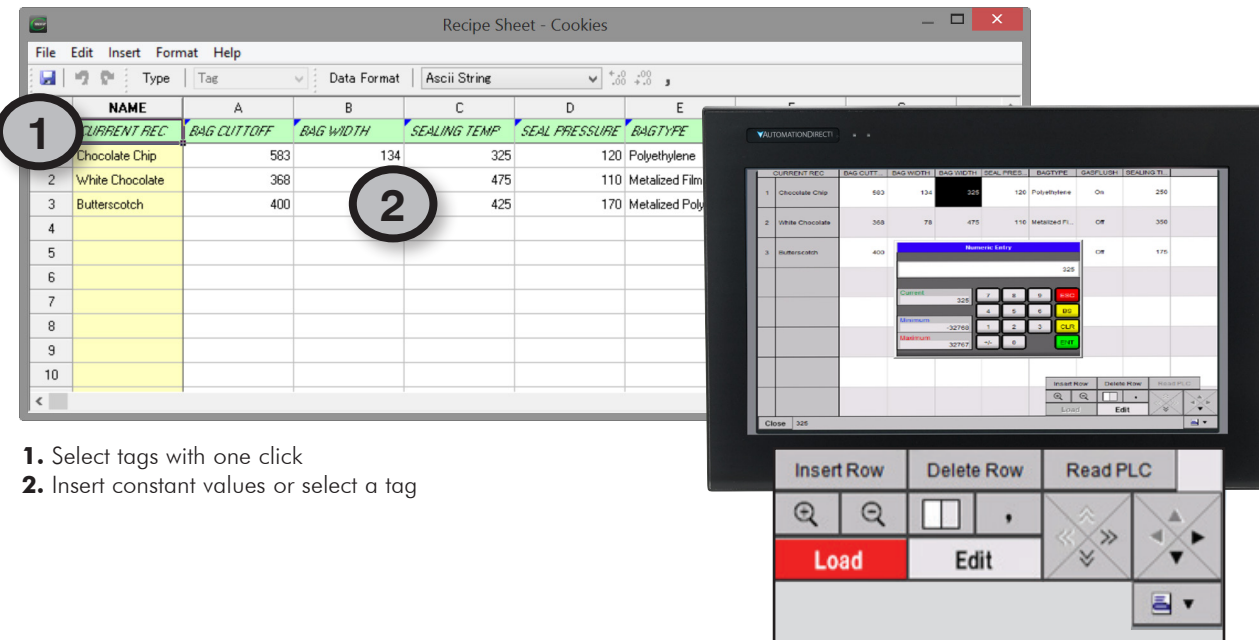 Recipe Sheet - Cookies
File Edit Insert Format Help
Type Tag Data Format Ascii String
NAME A B C D E
CURRENT REC BAG CUTTOFF BAG WIDTH SEALING TEMP SEAL PRESSURE BAGTYPE
1
Chocolate Chip 583 134 325 120 Polyethylene
2 White Chocolate 368 475 110 Metalized Film
3 Butterscotch 400 425 170 Metalized Poly
2
4
5
6
7
8
9
10
1. Select tags with one click
2. Insert constant values or select a tag
AUTOMATIONDIRECT
CURRENT REC BAG CUTT... BAG WIDTH BAG WIDTH SEAL PRES... BAGTYPE GASFLUSH SEALING TI...
1 Chocolate Chip 583 134 325 120 Polyethylene On 250
2 White Chocolate 368 78 475 110 Metalized Fi... Off 350
3 Butterscotch 400 Off 175
Numeric Entry
325
Current 325
Minimum -32768
Maximum 32767
7 8 9 ESC
4 5 6 BS
1 2 3 CLR
+/- 0 ENT
Insert Row Delete Row Read PLC
,
Load Edit
Close 325
Insert Row Delete Row Read PLC
,
Load Edit